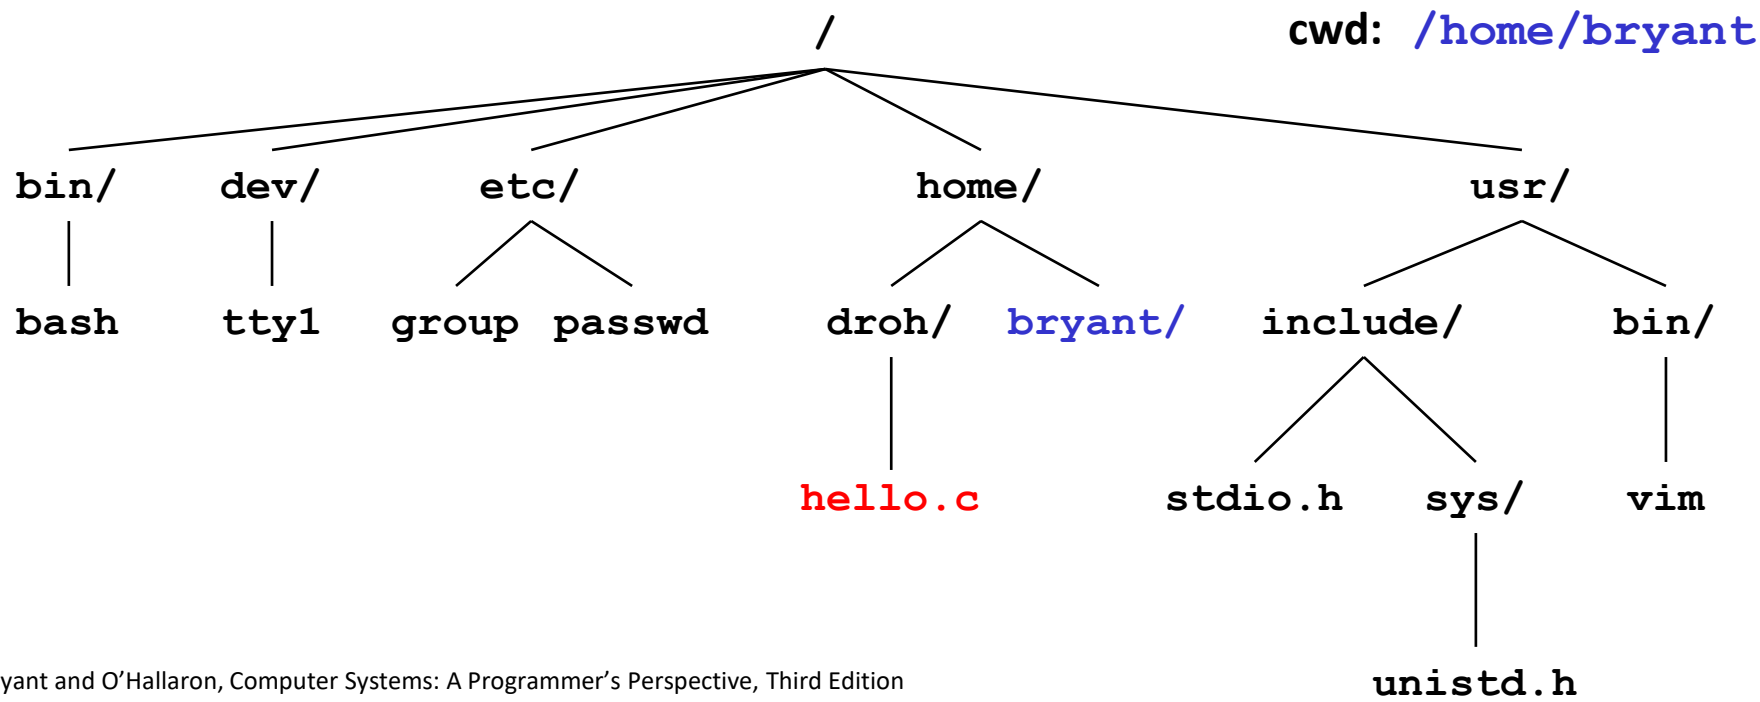 /
cwd: /home/bryant
bin/ dev/ etc/ home/ usr/
bash tty1 group passwd droh/ bryant/ include/ bin/
hello.c stdio.h sys/ vim
unistd.h
yant and O'Hallaron, Computer Systems: A Programmer's Perspective, Third Edition